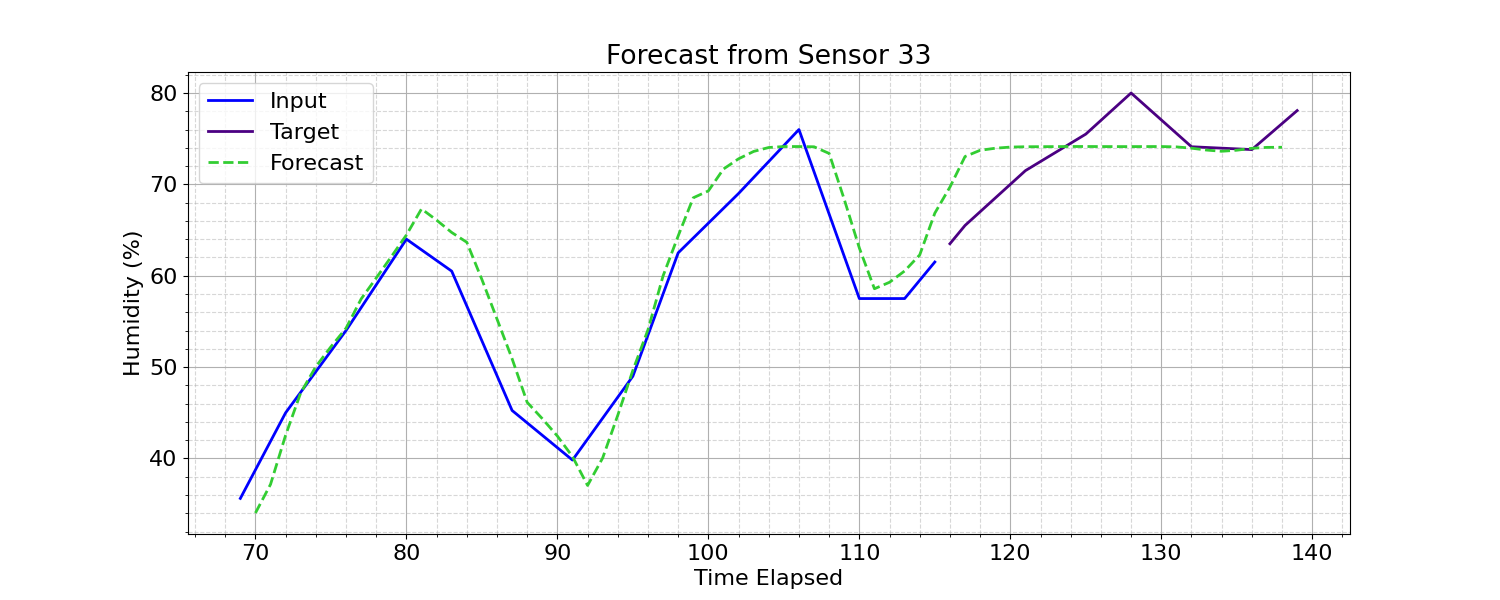 Forecast from Sensor 33
Input
Target
Forecast
Humidity (%)
80
70
60
50
40
70 80 90 100 110 120 130 140
Time Elapsed